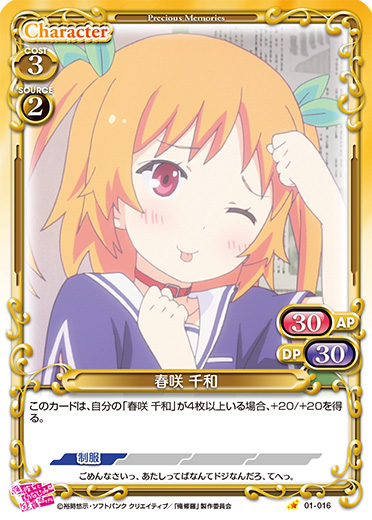 Precious Memories
Character
COST
3
SOURCE
2
30 AP
DP 30
春咲 千和
このカードは、自分の「春咲 千和」が4枚以上いる場合、+20/+20を得
る。
制服
ごめんなさいっ、あたしってばなんてドジなんだろ、てへっ。
©裕時悠示・ソフトバンク クリエイティブ/「俺修羅」製作委員会
01-016